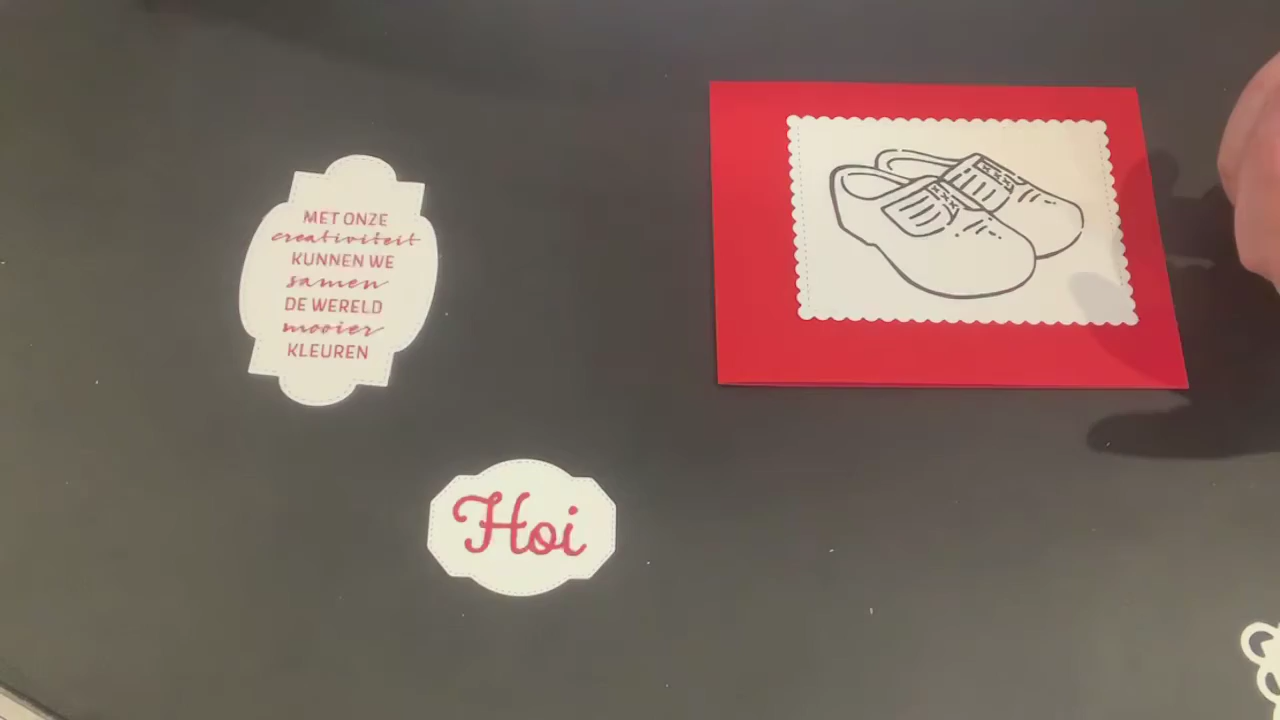 MET ONZE
creativiteit
KUNNEN WE
samen
DE WERELD
mooier
KLEUREN
Hoi